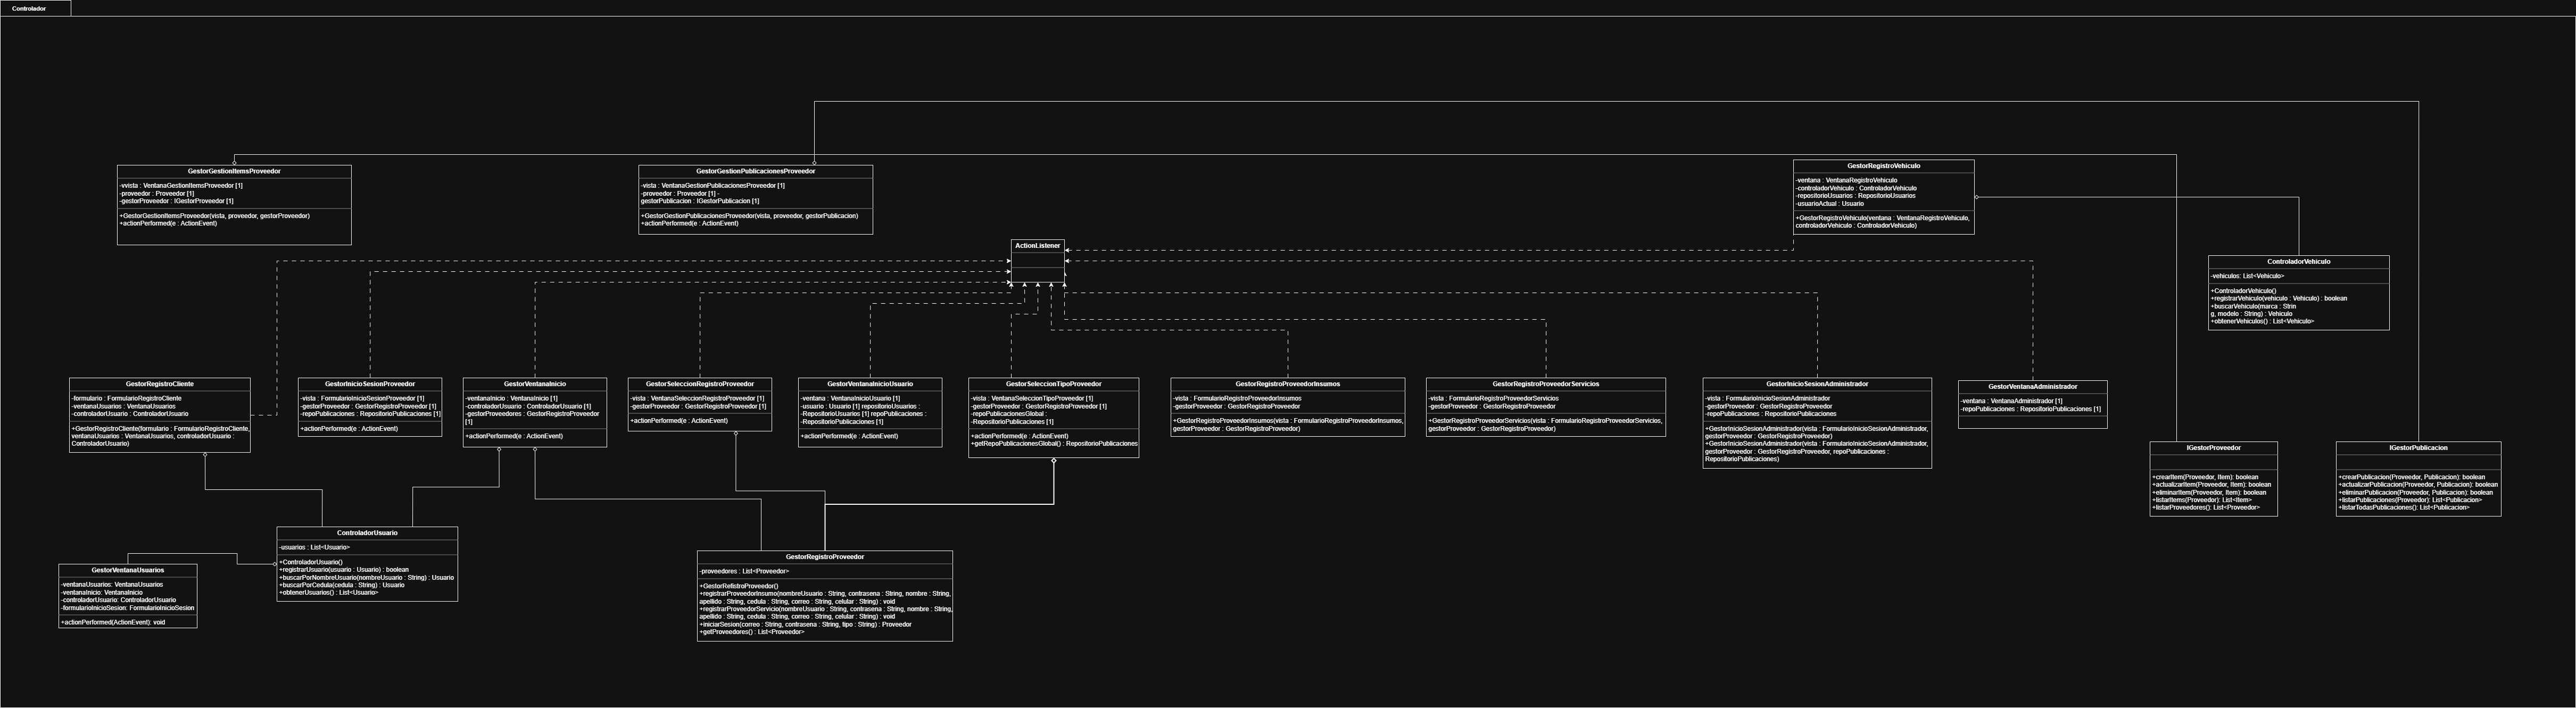 Controlador
GestorGestionItemsProveedor
-vvista : VentanaGestionItemsProveedor [1]
-proveedor : Proveedor [1]
-gestorProveedor : IGestorProveedor [1]
+GestorGestionItemsProveedor(vista, proveedor, gestorProveedor)
+actionPerformed(e : ActionEvent)
GestorGestionPublicacionesProveedor
-vista : VentanaGestionPublicacionesProveedor [1]
-proveedor : Proveedor [1] -
gestorPublicacion : IGestorPublicacion [1]
+GestorGestionPublicacionesProveedor(vista, proveedor, gestorPublicacion)
+actionPerformed(e : ActionEvent)
GestorRegistroVehiculo
-ventana : VentanaRegistroVehiculo
-controladorVehiculo : ControladorVehiculo
-repositorioUsuarios : RepositorioUsuarios
-usuarioActual : Usuario
+GestorRegistroVehiculo(ventana : VentanaRegistroVehiculo,
controladorVehiculo : ControladorVehiculo)
ActionListener
ControladorVehiculo
-vehiculos: List<Vehiculo>
+ControladorVehiculo()
+registrarVehiculo(vehiculo : Vehiculo) : boolean
+buscarVehiculo(marca : Strin
g, modelo : String) : Vehiculo
+obtenerVehiculos() : List<Vehiculo>
GestorRegistroCliente
-formulario : FormularioRegistroCliente
-ventanaUsuarios : VentanaUsuarios
-controladorUsuario : ControladorUsuario
+GestorRegistroCliente(formulario : FormularioRegistroCliente,
ventanaUsuarios : VentanaUsuarios, controladorUsuario :
ControladorUsuario)
GestorInicioSesionProveedor
-vista : FormularioInicioSesionProveedor [1]
-gestorProveedor : GestorRegistroProveedor [1]
-repoPublicaciones : RepositorioPublicaciones [1]
+actionPerformed(e : ActionEvent)
GestorVentanaInicio
-ventanaInicio : VentanaInicio [1]
-controladorUsuario : ControladorUsuario [1]
-gestorProveedores : GestorRegistroProveedor
[1]
+actionPerformed(e : ActionEvent)
GestorSeleccionRegistroProveedor
-vista : VentanaSeleccionRegistroProveedor [1]
-gestorProveedor : GestorRegistroProveedor [1]
+actionPerformed(e : ActionEvent)
GestorVentanaInicioUsuario
-ventana : VentanaInicioUsuario [1]
-usuario : Usuario [1] repositorioUsuarios :
-RepositorioUsuarios [1] repoPublicaciones :
-RepositorioPublicaciones [1]
+actionPerformed(e : ActionEvent)
GestorSeleccionTipoProveedor
-vista : VentanaSeleccionTipoProveedor [1]
-gestorProveedor : GestorRegistroProveedor [1]
-repoPublicacionesGlobal :
-RepositorioPublicaciones [1]
+actionPerformed(e : ActionEvent)
+getRepoPublicacionesGlobal() : RepositorioPublicaciones
GestorRegistroProveedorInsumos
-vista : FormularioRegistroProveedorInsumos
-gestorProveedor : GestorRegistroProveedor
+GestorRegistroProveedorInsumos(vista : FormularioRegistroProveedorInsumos,
gestorProveedor : GestorRegistroProveedor)
GestorRegistroProveedorServicios
-vista : FormularioRegistroProveedorServicios
-gestorProveedor : GestorRegistroProveedor
+GestorRegistroProveedorServicios(vista : FormularioRegistroProveedorServicios,
gestorProveedor : GestorRegistroProveedor)
GestorInicioSesionAdministrador
-vista : FormularioInicioSesionAdministrador
-gestorProveedor : GestorRegistroProveedor
-repoPublicaciones : RepositorioPublicaciones
+GestorInicioSesionAdministrador(vista : FormularioInicioSesionAdministrador,
gestorProveedor : GestorRegistroProveedor)
+GestorInicioSesionAdministrador(vista : FormularioInicioSesionAdministrador,
gestorProveedor : GestorRegistroProveedor, repoPublicaciones :
RepositorioPublicaciones)
GestorVentanaAdministrador
-ventana : VentanaAdministrador [1]
-repoPublicaciones : RepositorioPublicaciones [1]
IGestorProveedor
+crearItem(Proveedor, Item): boolean
+actualizarItem(Proveedor, Item): boolean
+eliminarItem(Proveedor, Item): boolean
+listarItems(Proveedor): List<Item>
+listarProveedores(): List<Proveedor>
IGestorPublicacion
+crearPublicacion(Proveedor, Publicacion): boolean
+actualizarPublicacion(Proveedor, Publicacion): boolean
+eliminarPublicacion(Proveedor, Publicacion): boolean
+listarPublicaciones(Proveedor): List<Publicacion>
+listarTodasPublicaciones(): List<Publicacion>
ControladorUsuario
-usuarios : List<Usuario>
+ControladorUsuario()
+registrarUsuario(usuario : Usuario) : boolean
+buscarPorNombreUsuario(nombreUsuario : String) : Usuario
+buscarPorCedula(cedula : String) : Usuario
+obtenerUsuarios() : List<Usuario>
GestorVentanaUsuarios
-ventanaUsuarios: VentanaUsuarios
-ventanaInicio: VentanaInicio
-controladorUsuario: ControladorUsuario
-formularioInicioSesion: FormularioInicioSesion
+actionPerformed(ActionEvent): void
GestorRegistroProveedor
-proveedores : List<Proveedor>
+GestorRefistroProveedor()
+registrarProveedorInsumo(nombreUsuario : String, contrasena : String, nombre : String,
apellido : String, cedula : String, correo : String, celular : String) : void
+registrarProveedorServicio(nombreUsuario : String, contrasena : String, nombre : String,
apellido : String, cedula : String, correo : String, celular : String) : void
+iniciarSesion(correo : String, contrasena : String, tipo : String) : Proveedor
+getProveedores() : List<Proveedor>